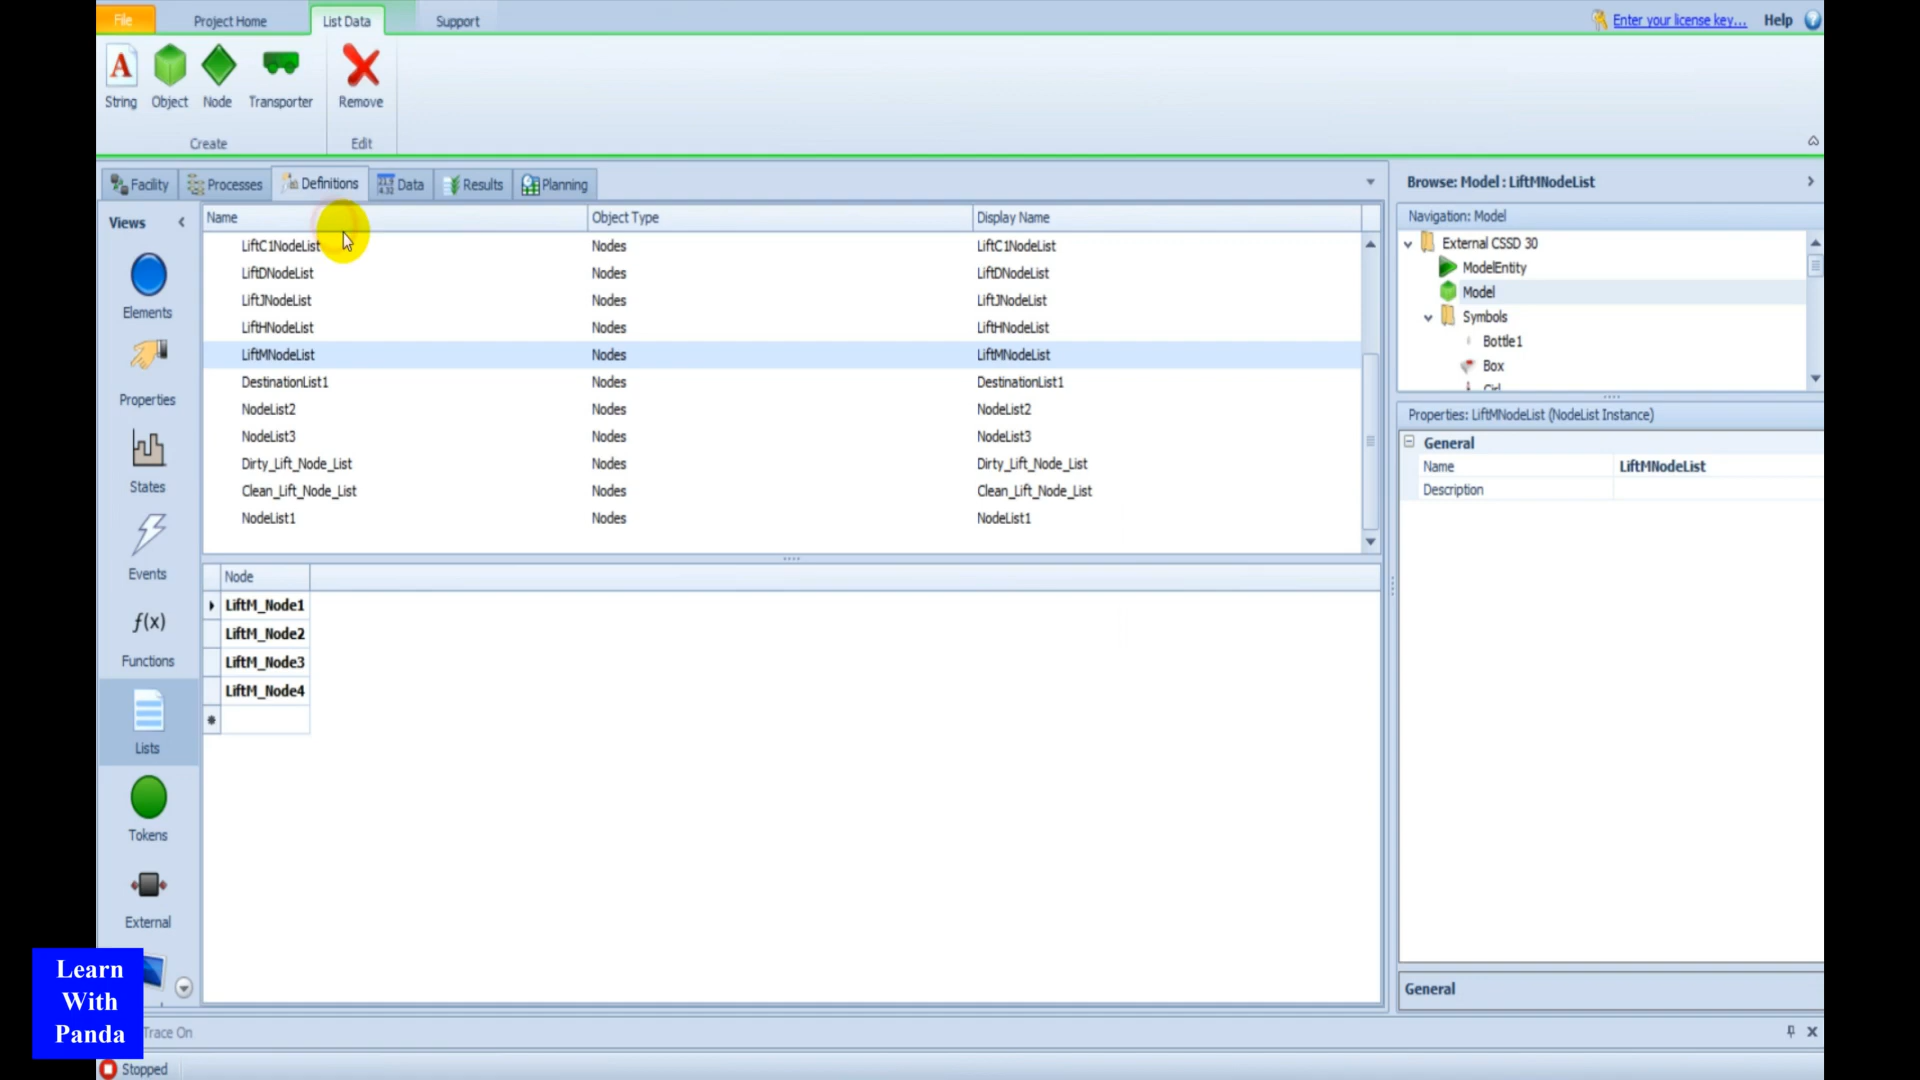 File
Project Home
List Data
Support
Enter your license key...
Help
A
String
Object
Node
Transporter
Remove
Create
Edit
Facility
Processes
Definitions
Data
Results
Planning
Browse: Model : LiftMNodeList
Views
Name
Object Type
Display Name
Navigation: Model
LiftC1NodeList
Nodes
LiftC1NodeList
LiftDNodeList
Nodes
LiftDNodeList
LiftJNodeList
Nodes
LiftJNodeList
LiftHNodeList
Nodes
LiftHNodeList
LiftMNodeList
Nodes
LiftMNodeList
DestinationList1
Nodes
DestinationList1
NodeList2
Nodes
NodeList2
NodeList3
Nodes
NodeList3
Dirty_Lift_Node_List
Nodes
Dirty_Lift_Node_List
Clean_Lift_Node_List
Nodes
Clean_Lift_Node_List
NodeList1
Nodes
NodeList1
Node
LiftM_Node1
LiftM_Node2
LiftM_Node3
LiftM_Node4
Elements
Properties
States
Events
f(x)
Functions
Lists
Tokens
External
External CSSD 30
ModelEntity
Model
Symbols
Bottle1
Box
Properties: LiftMNodeList (NodeList Instance)
General
Name
LiftMNodeList
Description
General
Learn
With
Panda
Trace On
Stopped